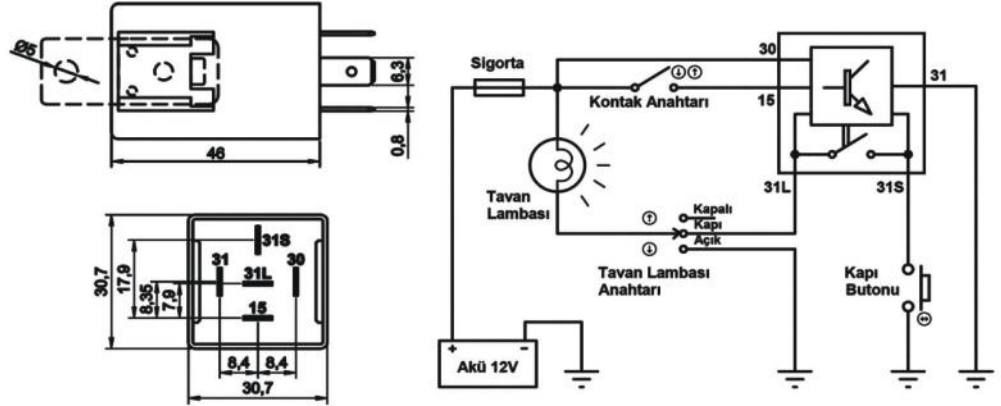 Ø5
46
6,3
0,8
30,7
17,9
8,35
7,9
31S
31
31L
30
15
8,4
8,4
30,7
Sigorta
30
15
31
Kontak Anahtarı
31L
31S
Tavan
Lambası
Kapalı
Kapı
Açık
Tavan Lambası
Anahtarı
Kapı
Butonu
+
-
Akü 12V